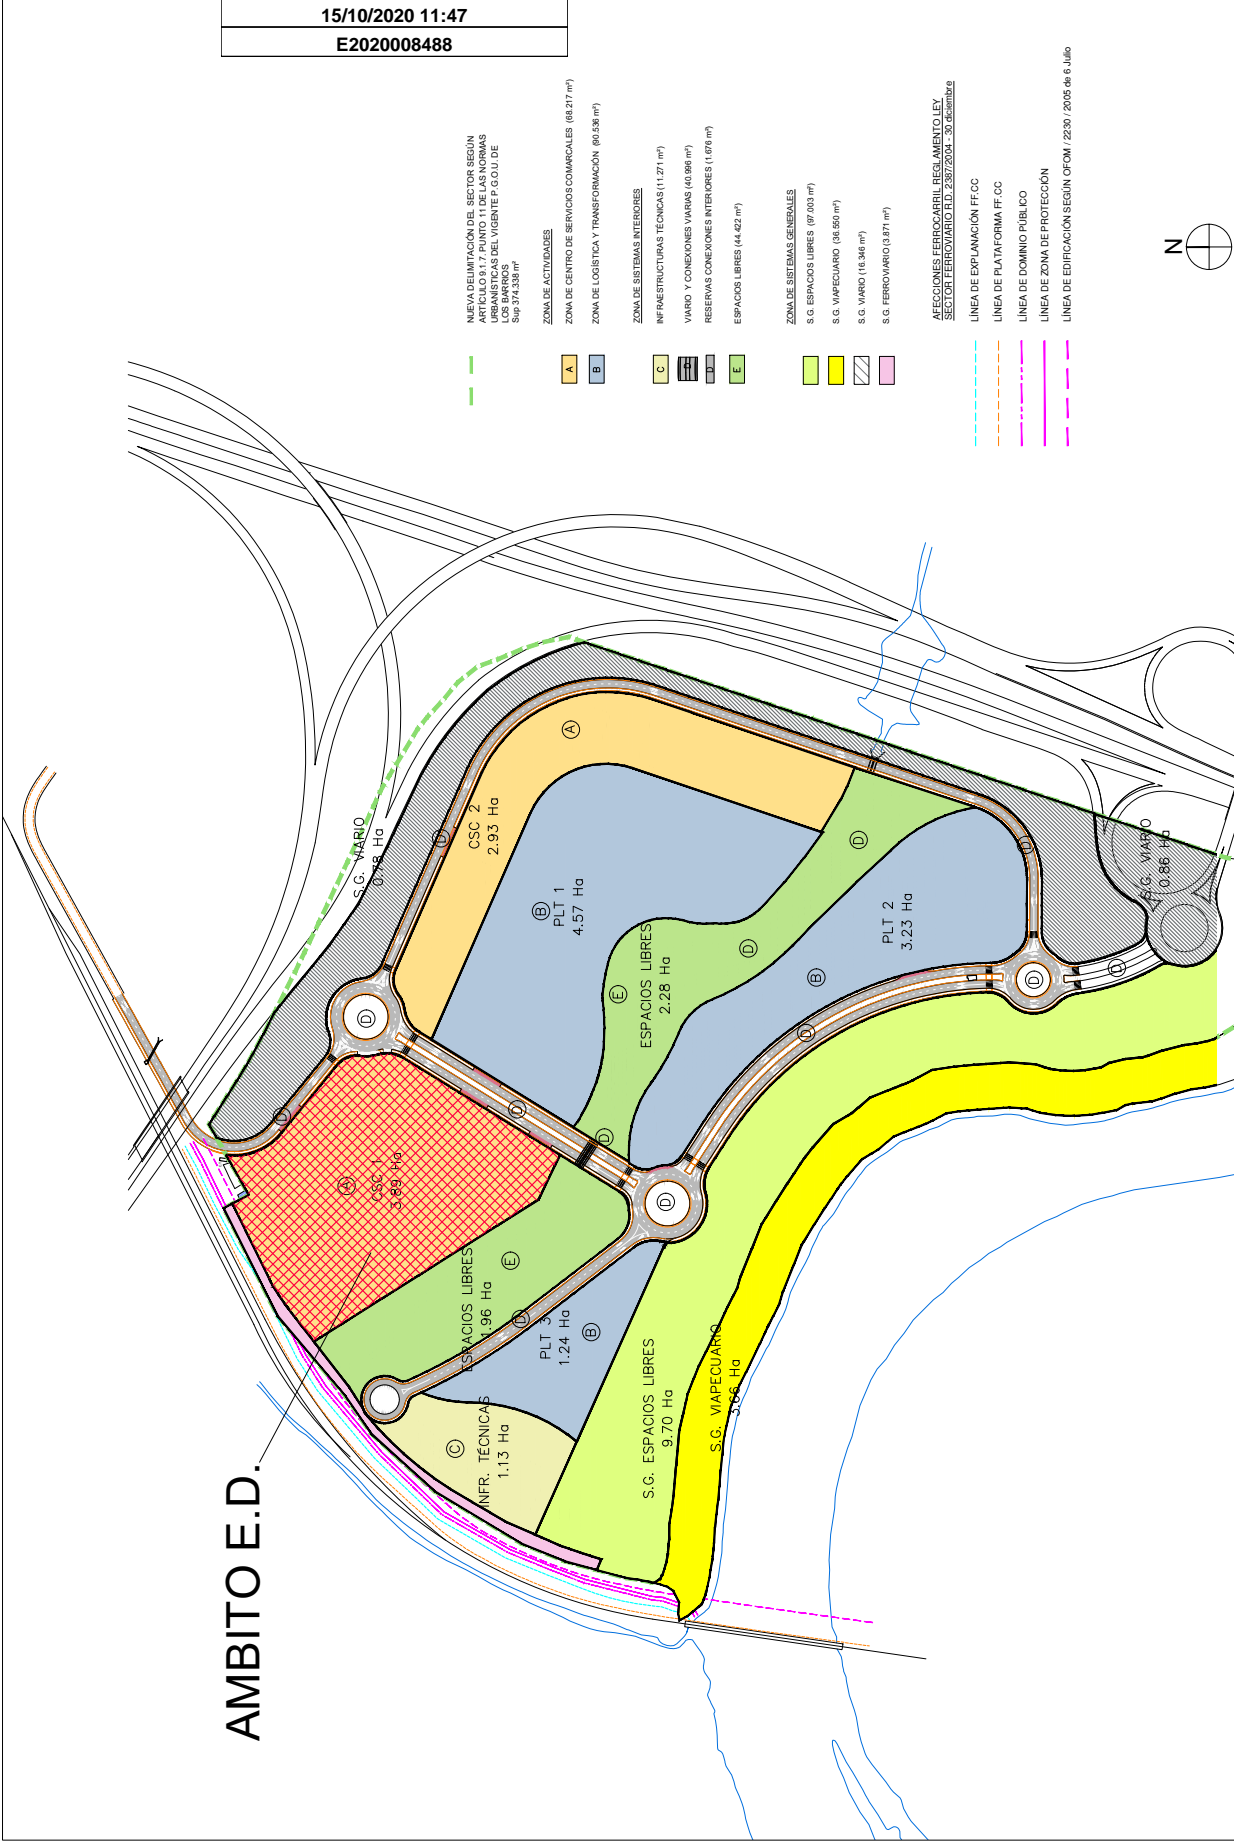 15/10/2020 11:47
E2020008488
NUEVA DELIMITACIÓN DEL SECTOR SEGÚN
ARTÍCULO 9.1.7. PUNTO 11 DE LAS NORMAS
URBANÍSTICAS DEL VIGENTE P.G.O.U. DE
LOS BARRIOS
Sup 374.338 m²
ZONA DE ACTIVIDADES
A ZONA DE CENTRO DE SERVICIOS COMARCALES (68.217 m²)
B ZONA DE LOGÍSTICA Y TRANSFORMACIÓN (90.536 m²)
ZONA DE SISTEMAS INTERIORES
C INFRAESTRUCTURAS TÉCNICAS (11.271 m²)
D VIARIO Y CONEXIONES VIARIAS (40.996 m²)
D RESERVAS CONEXIONES INTERIORES (1.676 m²)
E ESPACIOS LIBRES (44.422 m²)
ZONA DE SISTEMAS GENERALES
S.G. ESPACIOS LIBRES (97.003 m²)
S.G. VIAPECUARIO (36.550 m²)
S.G. VIARIO (16.346 m²)
S.G. FERROVIARIO (3.871 m²)
AFECCIONES FERROCARRIL REGLAMENTO LEY
SECTOR FERROVIARIO R.D. 2387/2004 - 30 diciembre
LÍNEA DE EXPLANACIÓN FF.CC
LÍNEA DE PLATAFORMA FF.CC
LÍNEA DE DOMINIO PÚBLICO
LÍNEA DE ZONA DE PROTECCIÓN
LÍNEA DE EDIFICACIÓN SEGÚN OFOM / 2230 / 2005 de 6 Julio
N
S.G. VIARIO
0.78 Ha
D
CSC 2
2.93 Ha
A
B
PLT 1
4.57 Ha
D
D
D
E
ESPACIOS LIBRES
2.28 Ha
D
B
PLT 2
3.23 Ha
D
S.G. VIARIO
0.86 Ha
D
D
D
D
D
D
D
A
CSC 1
3.89 Ha
E
ESPACIOS LIBRES
1.96 Ha
D
PLT 3
1.24 Ha
B
C
INFR. TÉCNICAS
1.13 Ha
S.G. ESPACIOS LIBRES
9.70 Ha
S.G. VIAPECUARIO
3.66 Ha
AMBITO E.D.